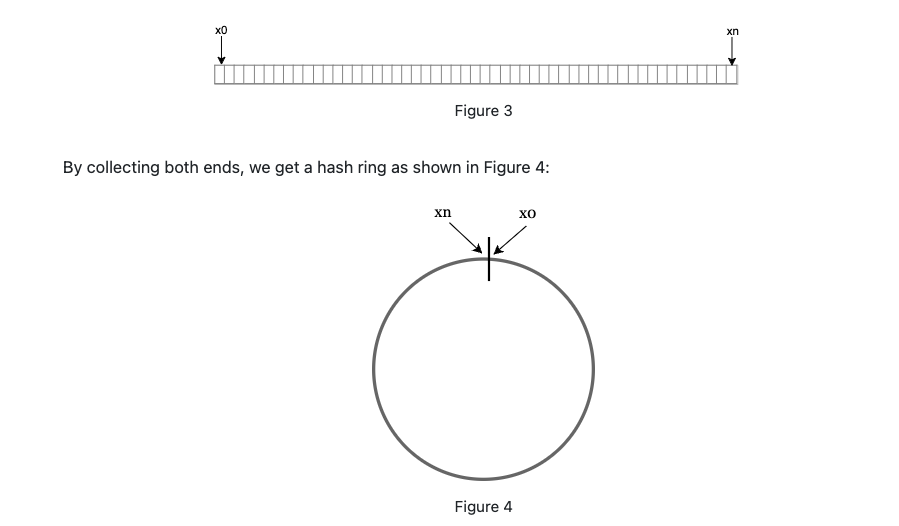 x0
xn
Figure 3
By collecting both ends, we get a hash ring as shown in Figure 4:
xn
x0
Figure 4